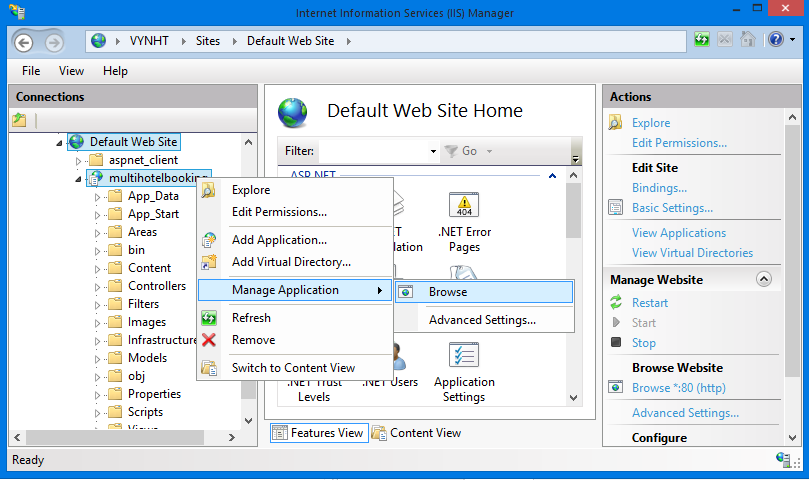 Internet Information Services (IIS) Manager
VYNHT
Sites
Default Web Site
File
View
Help
Connections
Default Web Site
aspnet_client
multihotelbooking
App_Data
App_Start
Areas
bin
Content
Controllers
Filters
Images
Infrastructure
Models
obj
Properties
Scripts
Views
Explore
Edit Permissions...
Add Application...
Add Virtual Directory...
Manage Application
Refresh
Remove
Switch to Content View
Browse
Advanced Settings...
Default Web Site Home
Filter:
Go
ASP.NET
404
.NET Error
Pages
.NET Trust
Levels
.NET Users
Application
Settings
Features View
Content View
Actions
Explore
Edit Permissions...
Edit Site
Bindings...
Basic Settings...
View Applications
View Virtual Directories
Manage Website
Restart
Start
Stop
Browse Website
Browse *:80 (http)
Advanced Settings...
Configure
Ready